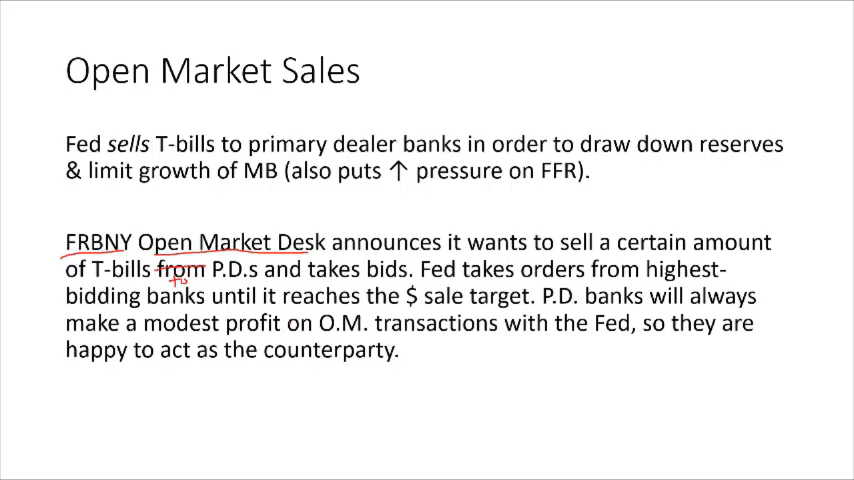 Open Market Sales
Fed sells T-bills to primary dealer banks in order to draw down reserves
& limit growth of MB (also puts ↑ pressure on FFR).
FRBNY Open Market Desk announces it wants to sell a certain amount
of T-bills from P.D.s and takes bids. Fed takes orders from highest-
to
bidding banks until it reaches the $ sale target. P.D. banks will always
make a modest profit on O.M. transactions with the Fed, so they are
happy to act as the counterparty.